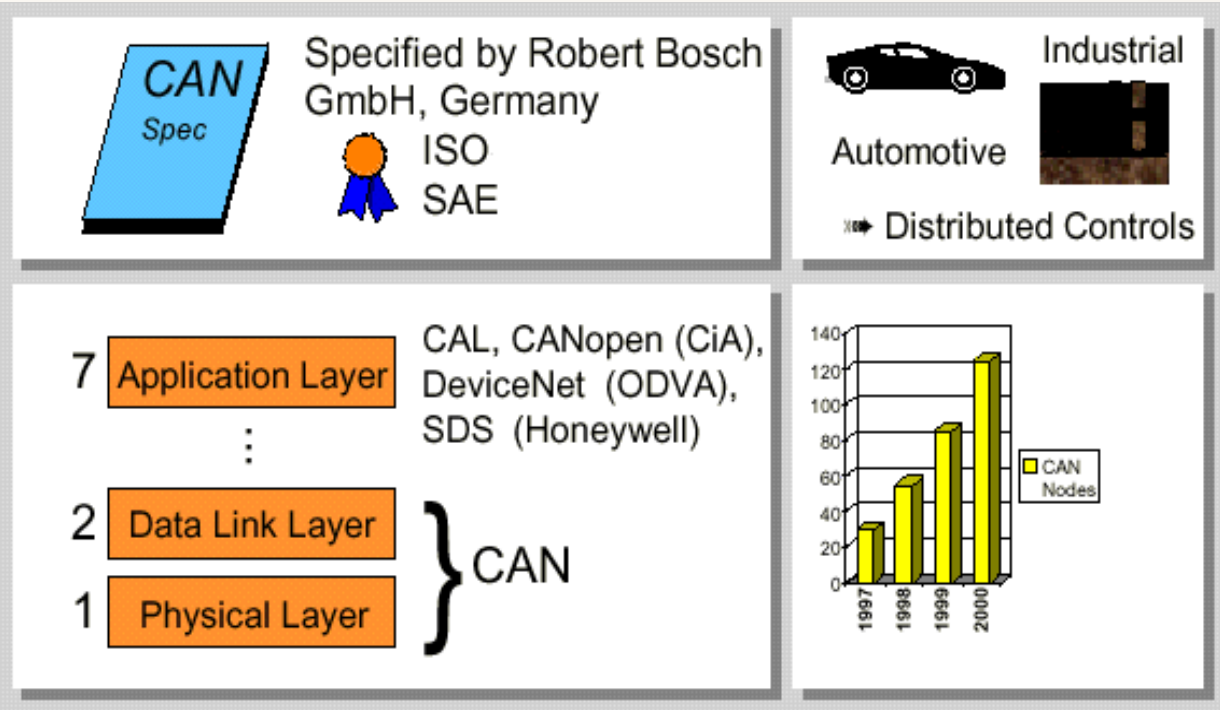 CAN
Spec
Specified by Robert Bosch
GmbH, Germany
ISO
SAE
Industrial
Automotive
Distributed Controls
7 Application Layer
CAL, CANopen (CiA),
DeviceNet (ODVA),
SDS (Honeywell)
⋮
2 Data Link Layer
1 Physical Layer
} CAN
140
120
100
80
60
40
20
0
1997
1998
1999
2000
CAN
Nodes